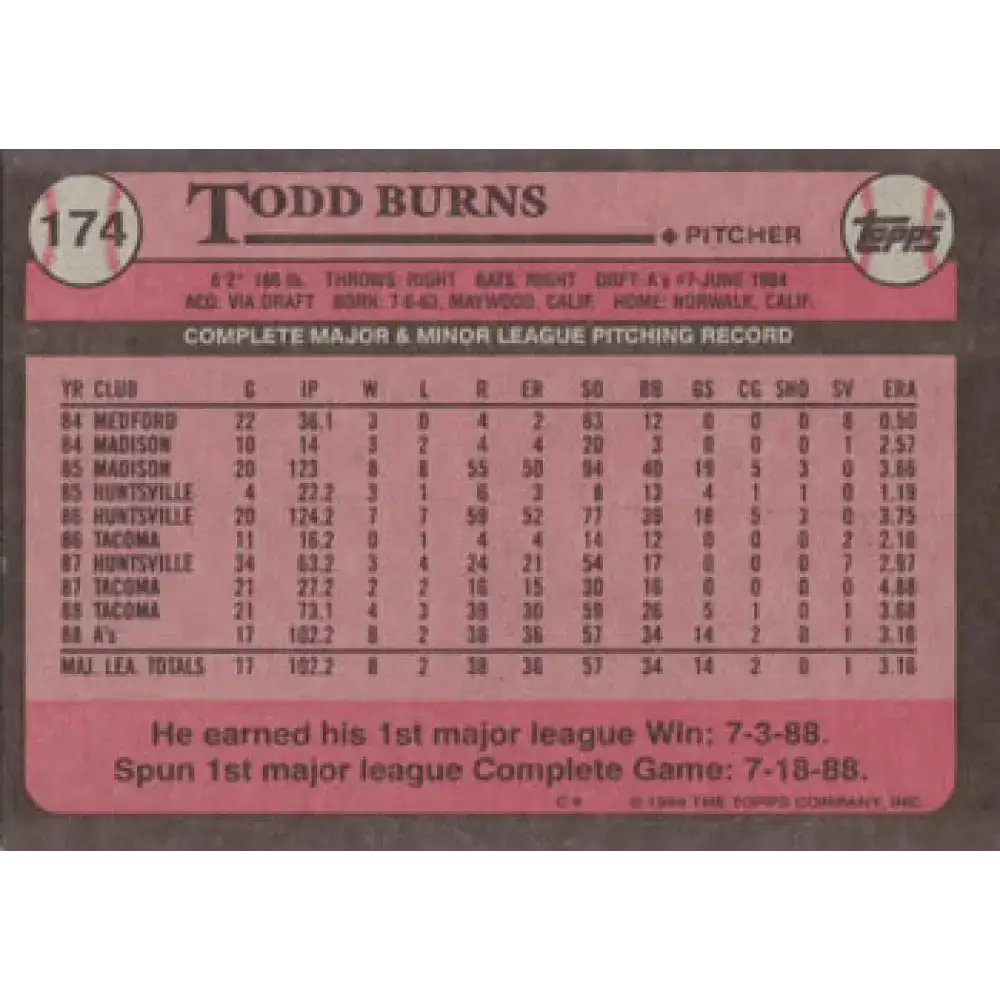 174
TODD BURNS
PITCHER
TOPPS®
6'2" THROWS: RIGHT BATS: RIGHT DRFT: A's #7-JUNE 1984
ACQ: VIA DRAFT BORN: 7-6-63, MAYWOOD, CALIF. HOME: NORWALK, CALIF.
COMPLETE MAJOR & MINOR LEAGUE PITCHING RECORD
YR CLUB G IP W L R ER SO BB GS CG SHO SV ERA
84 MEDFORD 22 36.1 3 0 4 2 63 12 0 0 0 8 0.50
84 MADISON 10 14 3 2 4 4 20 3 0 0 0 1 2.57
85 MADISON 20 123 8 8 55 50 94 40 19 5 3 0 3.66
85 HUNTSVILLE 4 22.2 3 1 6 3 8 13 4 1 1 0 1.19
86 HUNTSVILLE 20 124.2 7 7 59 52 77 39 18 5 3 0 3.75
86 TACOMA 11 16.2 0 1 4 4 14 12 0 0 0 2 2.16
87 HUNTSVILLE 34 63.2 3 4 24 21 54 17 0 0 0 7 2.97
87 TACOMA 21 27.2 2 2 16 15 30 16 0 0 0 0 4.88
88 TACOMA 21 73.1 4 3 30 59 26 5 1 0 1 3.68
88 A's 17 102.2 8 2 38 36 57 34 14 2 0 1 3.16
MAJ. LEA. TOTALS 17 102.2 8 2 38 36 57 34 14 2 0 1 3.16
He earned his 1st major league Win: 7-3-88.
Spun 1st major league Complete Game: 7-18-88.
© THE TOPPS COMPANY, INC.